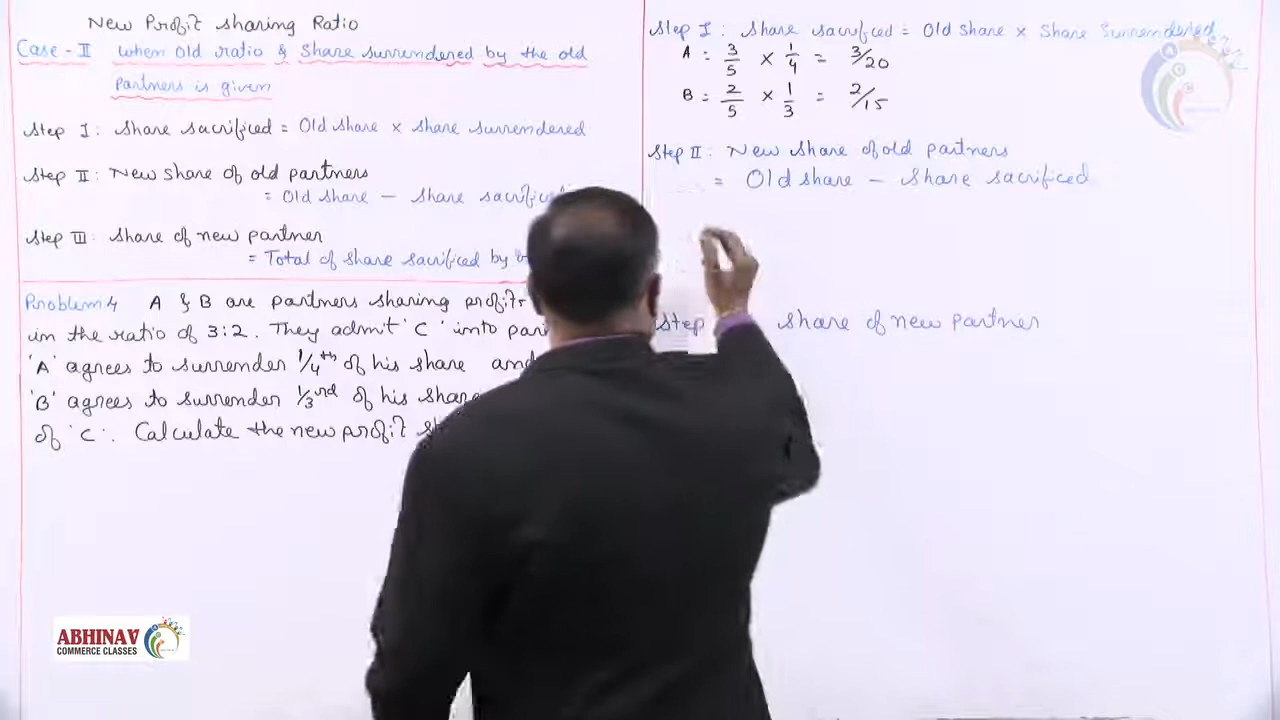 New Profit sharing Ratio
Case - II when old ratio & share surrendered by the old
Partners is given
Step I: Share sacrificed = Old share × share surrendered
Step II: New share of old partners
= Old share - share
Step III: Share of new partner
= Total of share sacrificed by
Problem 4 A & B are partners sharing
in the ratio of 3:2. They admit 'C' into
'A' agrees to surrender 1/4th of his share and
'B' agrees to surrender 1/3rd of his
of 'C'. Calculate the new profit
Step I: Share sacrificed = Old share × Share Surrendered
A = 3/5 × 1/4 = 3/20
B = 2/5 × 1/3 = 2/15
Step II: New share of old partners
= Old share - share sacrificed
Step share of new partner
ABHINAV
COMMERCE CLASSES